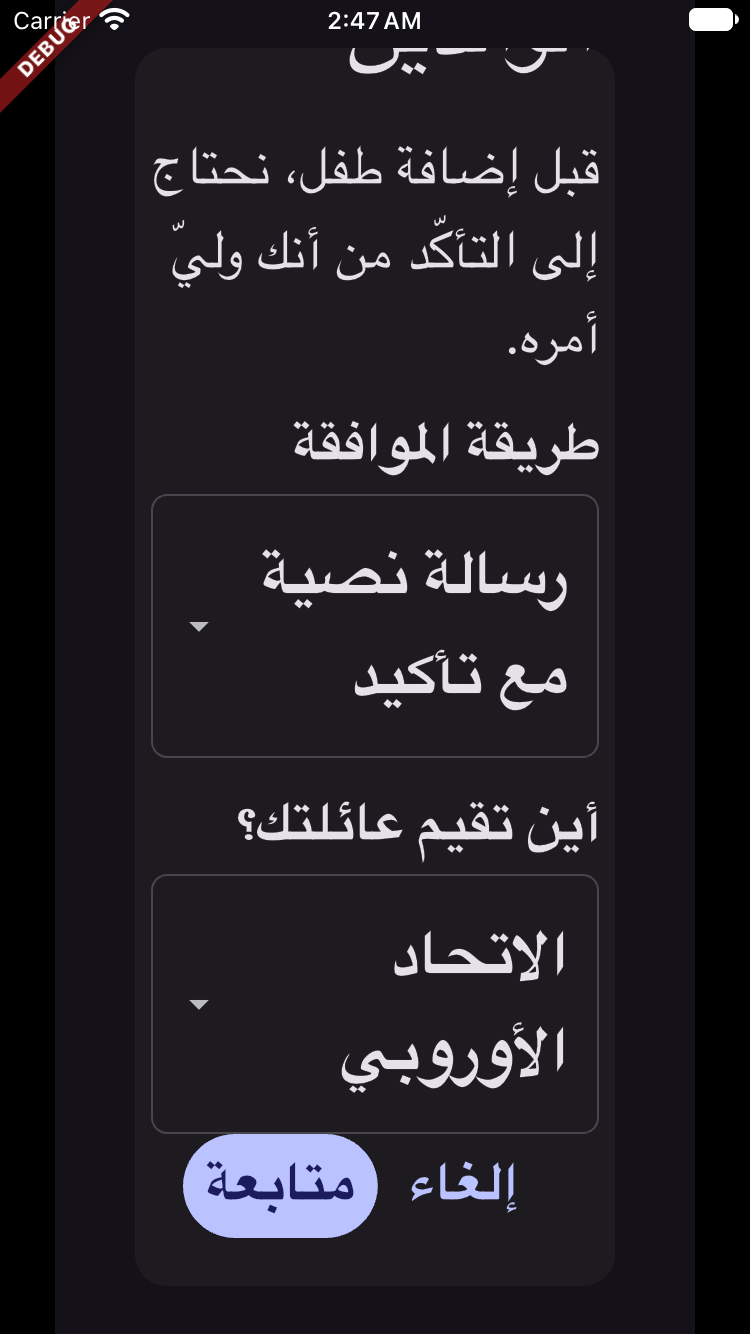 Carrier
2:47 AM
DEBUG
قبل إضافة طفل، نحتاج
إلى التأكّد من أنك وليّ
أمره.
طريقة الموافقة
رسالة نصية
مع تأكيد
أين تقيم عائلتك؟
الاتحاد
الأوروبي
إلغاء
متابعة